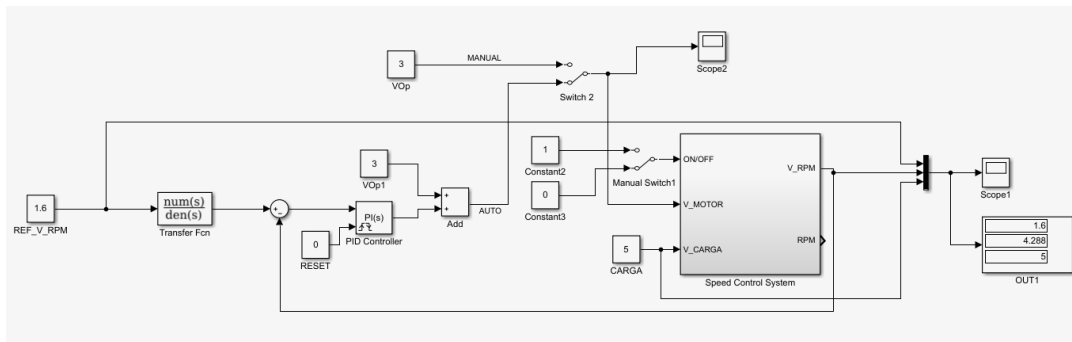 3
VOp
MANUAL
Switch 2
Scope2
1.6
REF_V_RPM
num(s)
den(s)
Transfer Fcn
+
−
0
RESET
PI(s)
PID Controller
3
VOp1
+
+
Add
AUTO
1
Constant2
0
Constant3
Manual Switch1
5
CARGA
ON/OFF
V_MOTOR
V_CARGA
V_RPM
RPM
Speed Control System
Scope1
1.6
4.288
5
OUT1